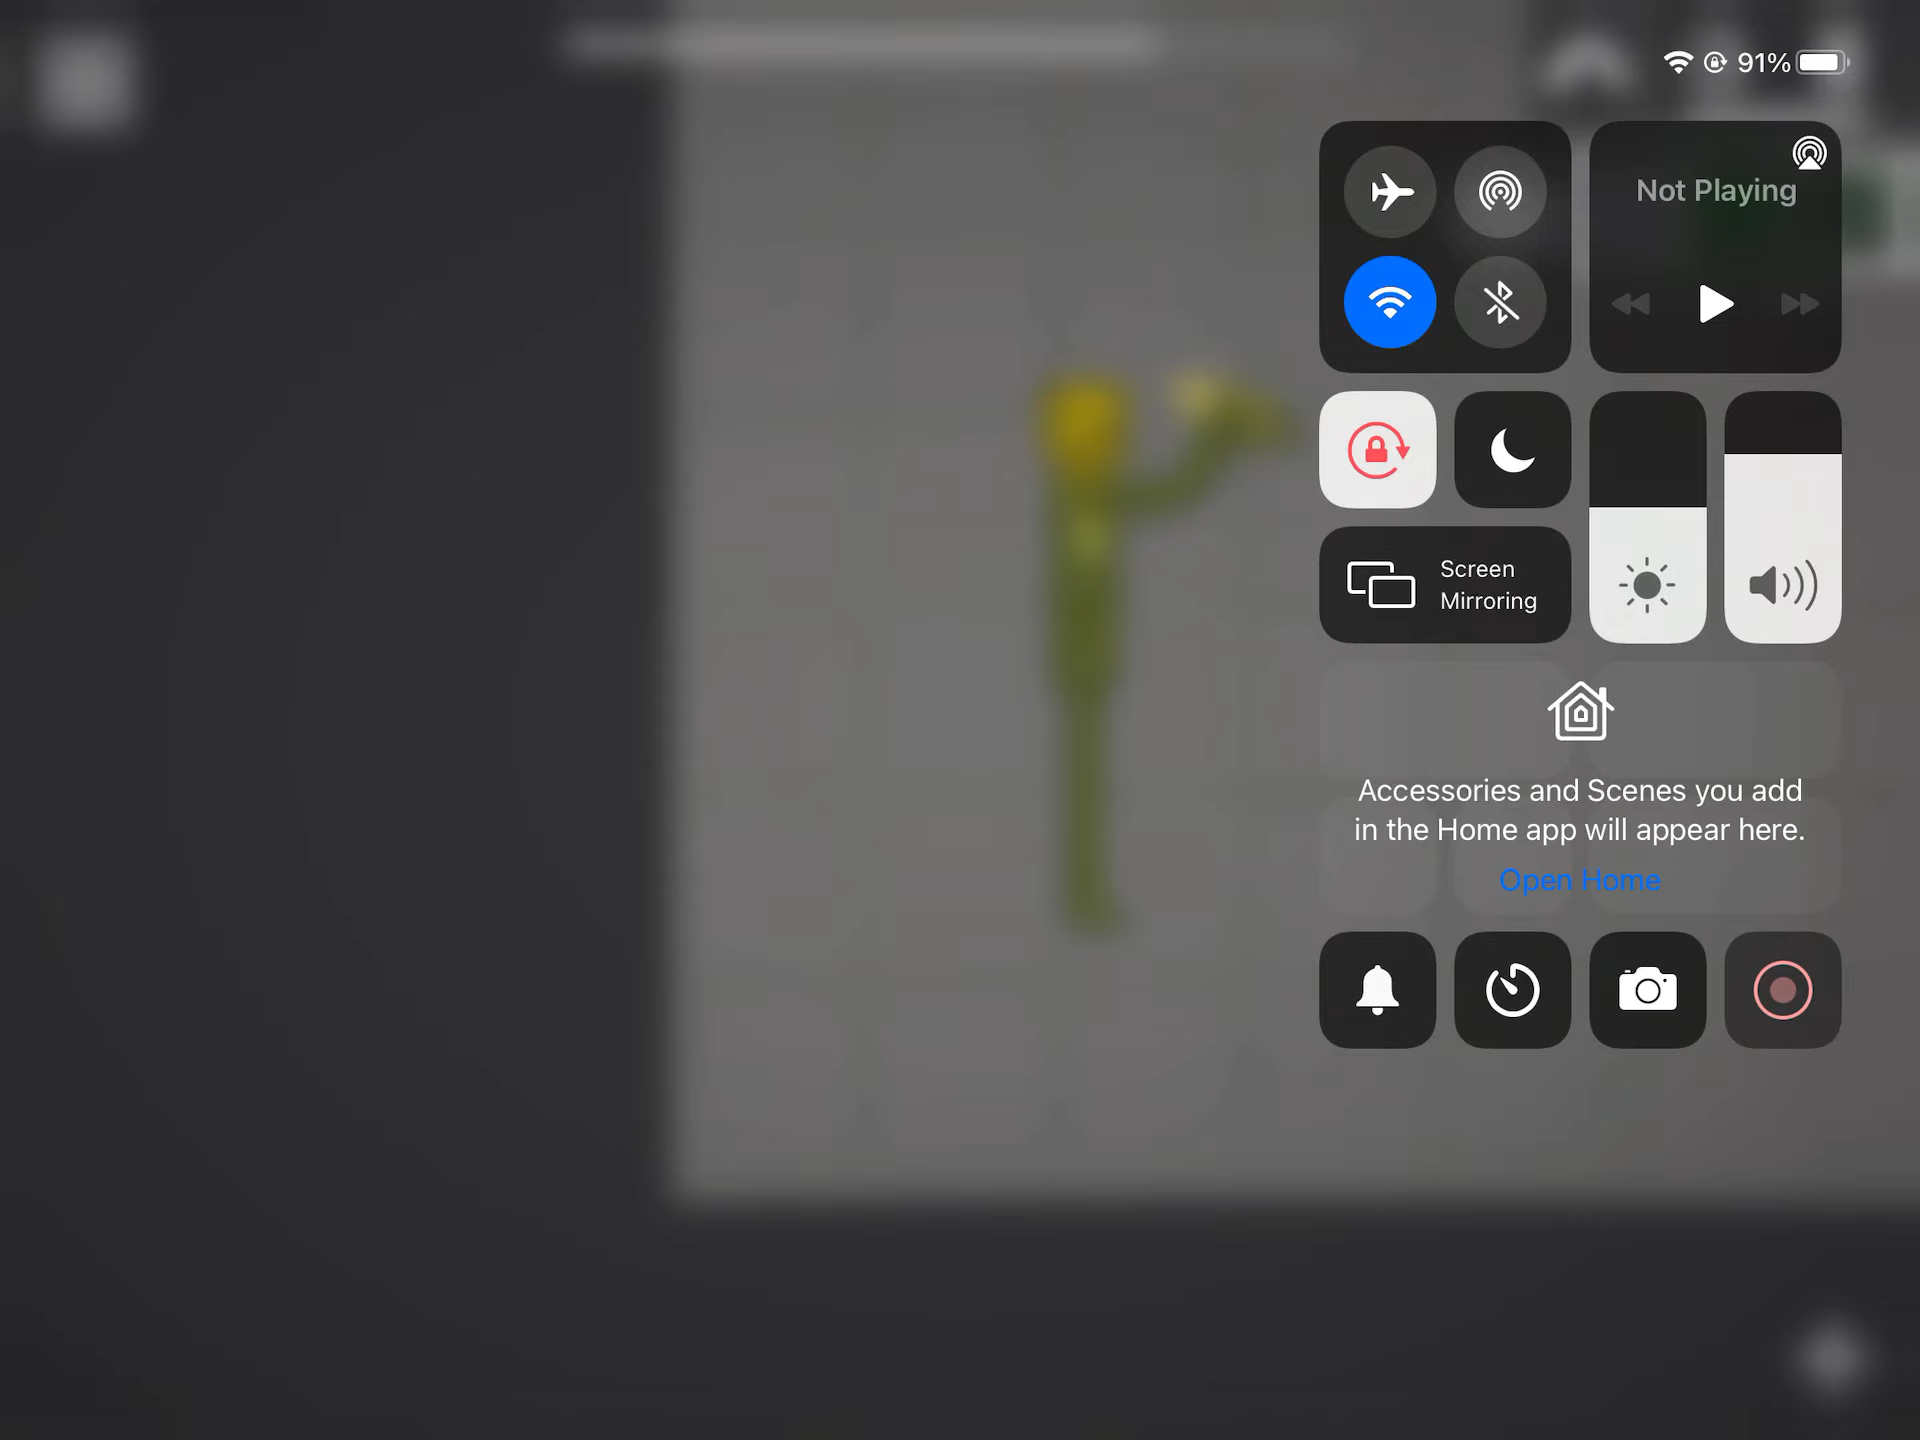 91%
Not Playing
Screen
Mirroring
Accessories and Scenes you add
in the Home app will appear here.
Open Home